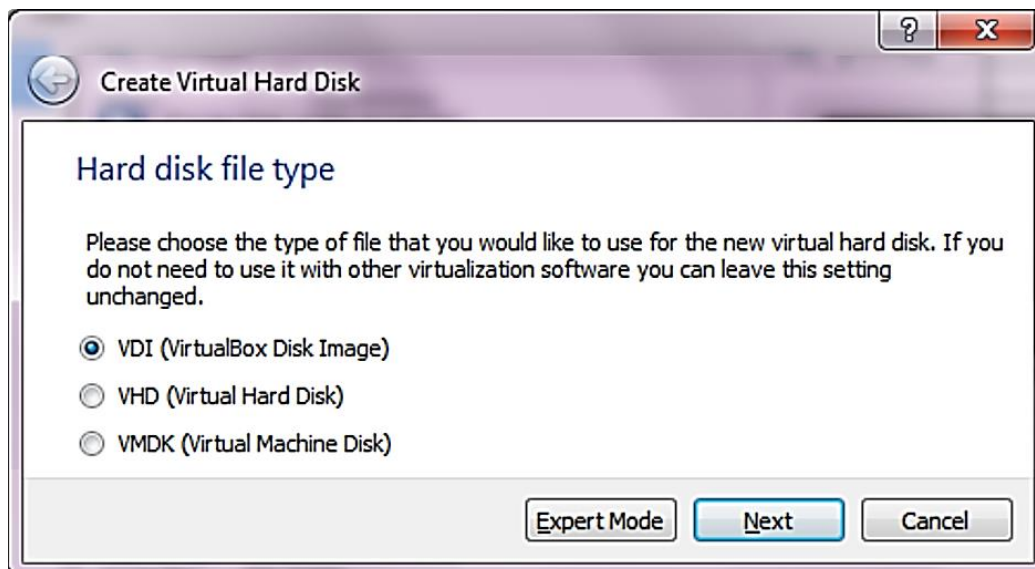 ?
X
Create Virtual Hard Disk
Hard disk file type
Please choose the type of file that you would like to use for the new virtual hard disk. If you
do not need to use it with other virtualization software you can leave this setting
unchanged.
VDI (VirtualBox Disk Image)
VHD (Virtual Hard Disk)
VMDK (Virtual Machine Disk)
Expert Mode
Next
Cancel